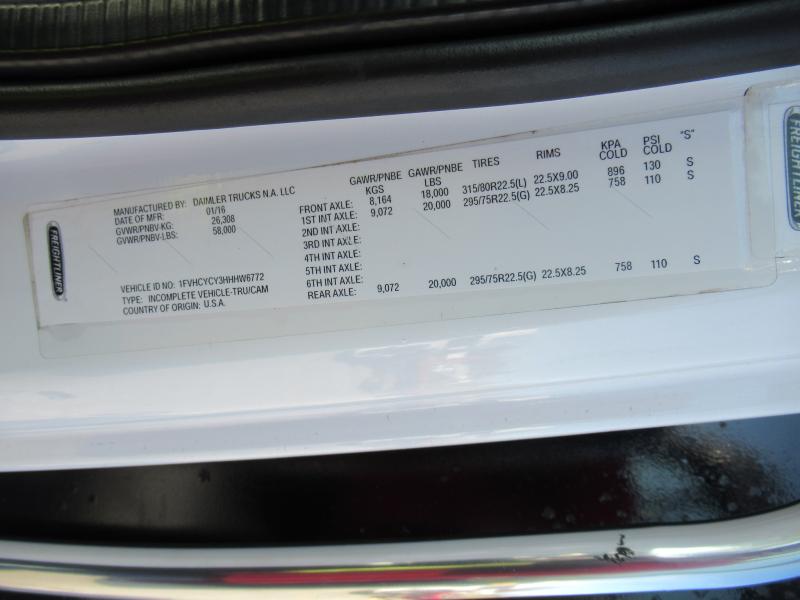 FREIGHTLINER
MANUFACTURED BY: DAIMLER TRUCKS N.A. LLC
DATE OF MFR: 01/16
GVWR/PNBV-KG: 26,308
GVWR/PNBV-LBS: 58,000
VEHICLE ID NO: 1FVHCYCY3HHHW6772
TYPE: INCOMPLETE VEHICLE-TRU/CAM
COUNTRY OF ORIGIN: U.S.A.
GAWR/PNBE KGS GAWR/PNBE LBS TIRES RIMS KPA COLD PSI COLD "S"
FRONT AXLE: 8,164 18,000 315/80R22.5(L) 22.5X9.00 896 130 S
1ST INT AXLE: 9,072 20,000 295/75R22.5(G) 22.5X8.25 758 110 S
2ND INT AXLE:
3RD INT AXLE:
4TH INT AXLE:
5TH INT AXLE:
6TH INT AXLE:
REAR AXLE: 9,072 20,000 295/75R22.5(G) 22.5X8.25 758 110 S
FREIGHTLINER